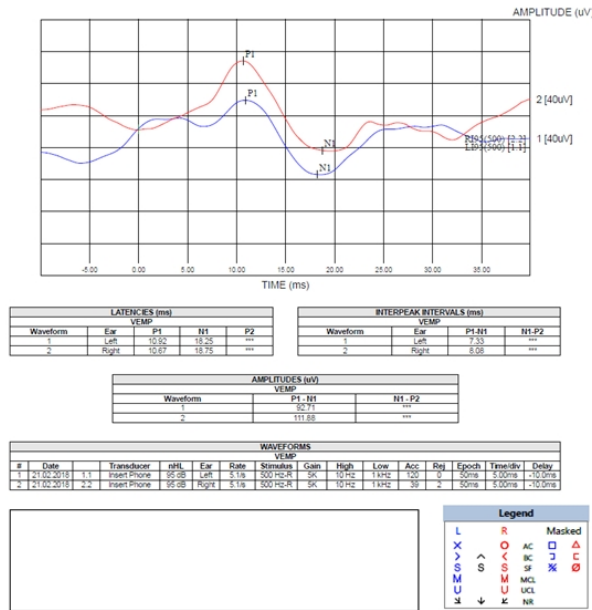 AMPLITUDE (uV)
P1
P1
2 [40uV]
1 [40uV]
N1
N1
-5.00 0.00 5.00 10.00 15.00 20.00 25.00 30.00 35.00
TIME (ms)
LATENCIES (ms)
VEMP
Waveform Ear P1 N1 P2
1 Left 10.92 18.25 ***
2 Right 10.67 18.75 ***
INTERPEAK INTERVALS (ms)
VEMP
Waveform Ear P1-N1 N1-P2
1 Left 7.33 ***
2 Right 8.08 ***
AMPLITUDES (uV)
VEMP
Waveform P1 - N1 N1 - P2
1 92.71 ***
2 111.88 ***
WAVEFORMS
VEMP
# Date Transducer nHL Ear Rate Stimulus Gain High Low Acc Rej Epoch Time/div Delay
1 21.02.2018 1.1 Insert Phone 95 dB Left 5.1/s 500 Hz-R 5K 10 Hz 1 kHz 120 0 50ms 5.00ms -10.0ms
2 21.02.2018 2.2 Insert Phone 95 dB Right 5.1/s 500 Hz-R 5K 10 Hz 1 kHz 39 2 50ms 5.00ms -10.0ms
Legend
L R Masked
AC
BC
S S S SF
M M MCL
U U UCL
NR